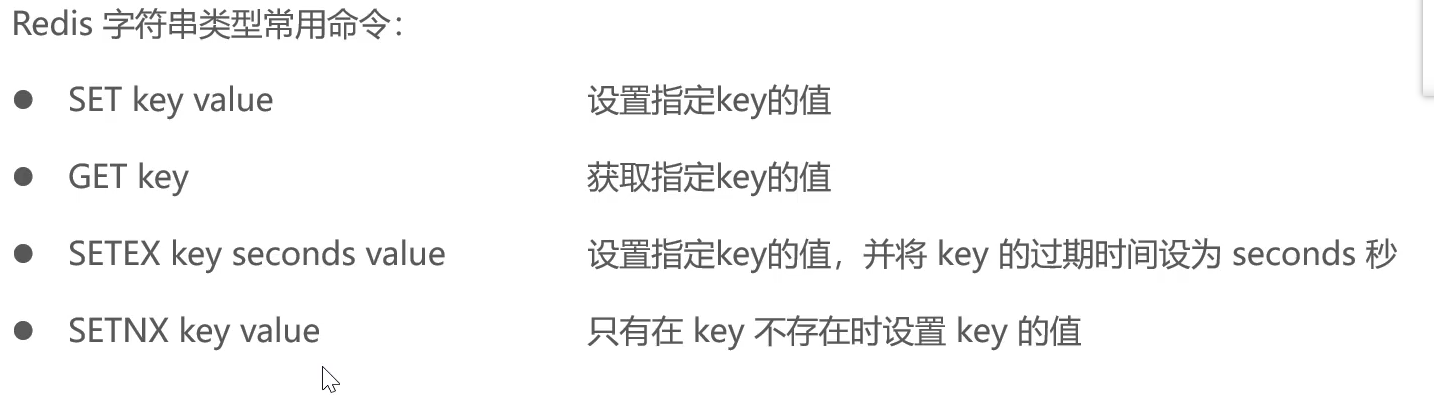 Redis 字符串类型常用命令：
● SET key value 设置指定key的值
● GET key 获取指定key的值
● SETEX key seconds value 设置指定key的值，并将 key 的过期时间设为 seconds 秒
● SETNX key value 只有在 key 不存在时设置 key 的值